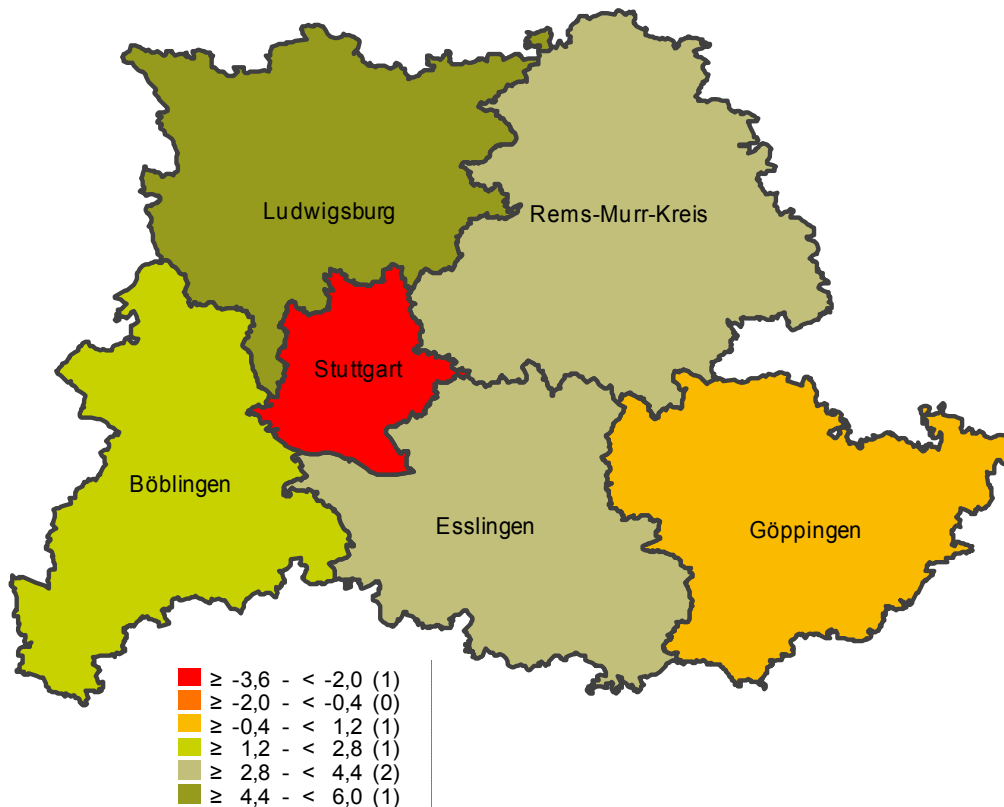 Ludwigsburg
Rems-Murr-Kreis
Stuttgart
Böblingen
Esslingen
Göppingen
≥ -3,6 - < -2,0 (1)
≥ -2,0 - < -0,4 (0)
≥ -0,4 - < 1,2 (1)
≥ 1,2 - < 2,8 (1)
≥ 2,8 - < 4,4 (2)
≥ 4,4 - < 6,0 (1)